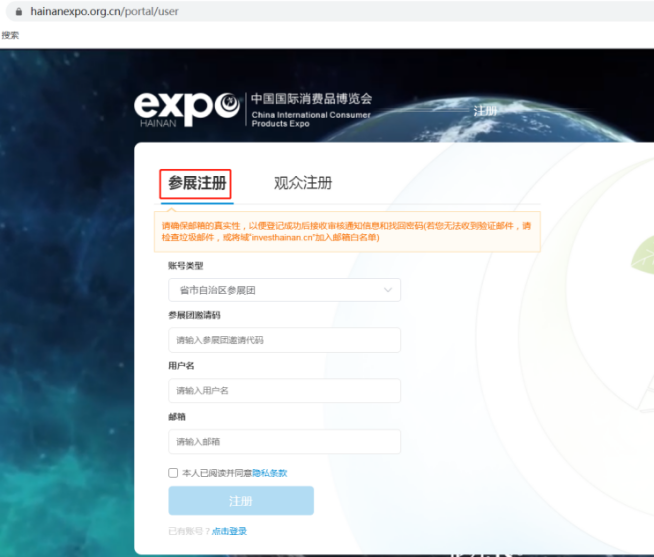 hainanexpo.org.cn/portal/user
搜索
expo
HAINAN
中国国际消费品博览会
China International Consumer
Products Expo
注册
参展注册 观众注册
请确保邮箱的真实性，以便登记成功后接收审核通知信息和找回密码(若您无法收到验证邮件，请
检查垃圾邮件，或将域"investhainan.cn"加入邮箱白名单)
账号类型
省市自治区参展团
参展团邀请码
请输入参展团邀请代码
用户名
请输入用户名
邮箱
请输入邮箱
本人已阅读并同意隐私条款
注册
已有账号？点击登录